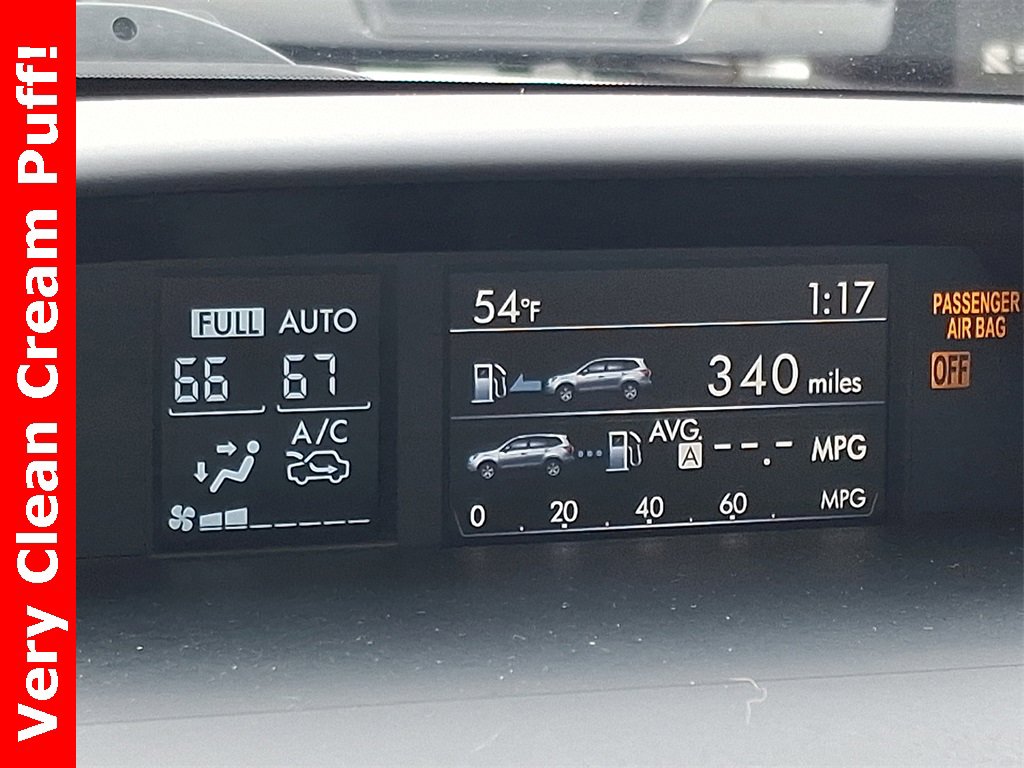 Very Clean Cream Puff!
FULL AUTO
66 67
A/C
54°F 1:17
340 miles
AVG.
A --.- MPG
0 20 40 60 MPG
PASSENGER
AIR BAG
OFF